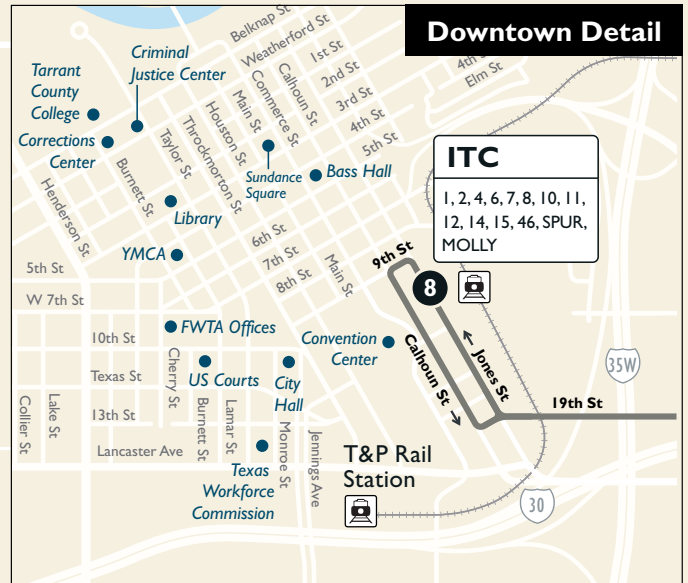 Downtown Detail
Belknap St
Weatherford St
1st St
2nd St
3rd St
4th St
5th St
4th St
Elm St
Calhoun St
Commerce St
Main St
Houston St
Throckmorton St
Taylor St
Burnett St
Henderson St
Criminal
Justice Center
Tarrant
County
College
Corrections
Center
Sundance
Square
Bass Hall
Library
YMCA
6th St
7th St
8th St
Main St
ITC
1, 2, 4, 6, 7, 8, 10, 11,
12, 14, 15, 46, SPUR,
MOLLY
9th St
8
5th St
W 7th St
10th St
Texas St
13th St
Lancaster Ave
FWTA Offices
US Courts
City
Hall
Convention
Center
Calhoun St
Jones St
19th St
35W
30
Collier St
Lake St
Cherry St
Burnett St
Lamar St
Monroe St
Jennings Ave
Texas
Workforce
Commission
T&P Rail
Station